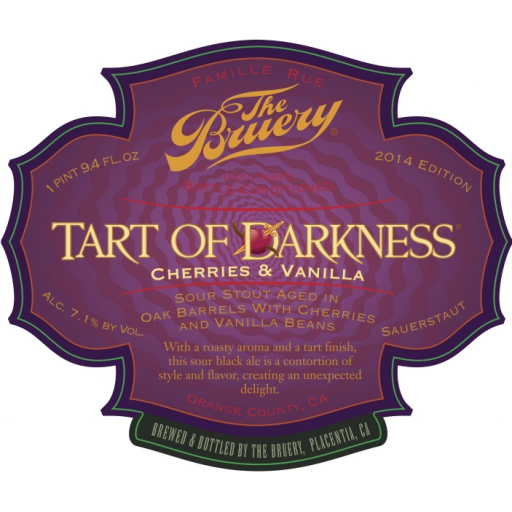 FAMILLE RUE
The
Bruery®
1 PINT 9.4 FL.OZ
2014 EDITION
TART OF DARKNESS
CHERRIES & VANILLA
SOUR STOUT AGED IN
OAK BARRELS WITH CHERRIES
AND VANILLA BEANS
ALC. 7.1% BY VOL.
SAUERSTAUT
With a roasty aroma and a tart finish,
this sour black ale is a contortion of
style and flavor, creating an unexpected
delight.
ORANGE COUNTY, CA
BREWED & BOTTLED BY THE BRUERY, PLACENTIA, CA